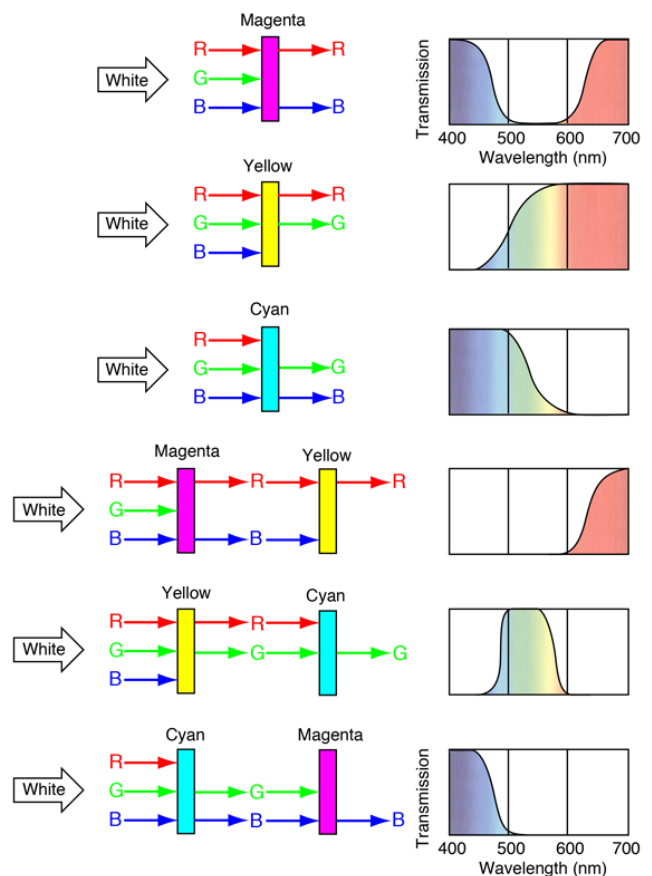 Magenta
White
R R
G
B B
Transmission
400 500 600 700
Wavelength (nm)
Yellow
White
R R
G G
B
Cyan
White
R
G G
B B
Magenta Yellow
White
R R R
G
B B
Yellow Cyan
White
R R
G G G
B
Cyan Magenta
White
R
G G
B B B
Transmission
400 500 600 700
Wavelength (nm)